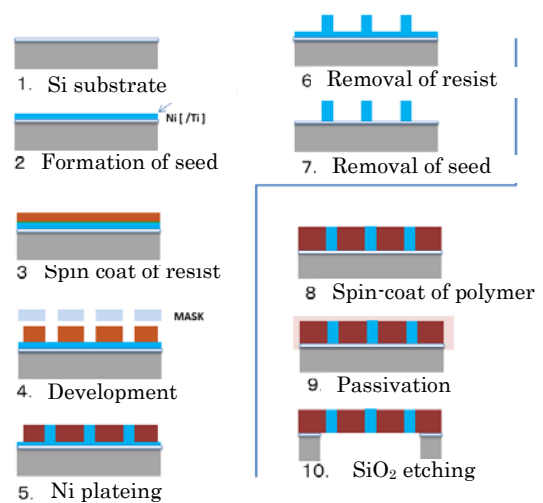 1. Si substrate
Ni[/Ti]
2 Formation of seed
3 Spin coat of resist
MASK
4. Development
5. Ni plateing
6 Removal of resist
7. Removal of seed
8 Spin-coat of polymer
9. Passivation
10. SiO₂ etching